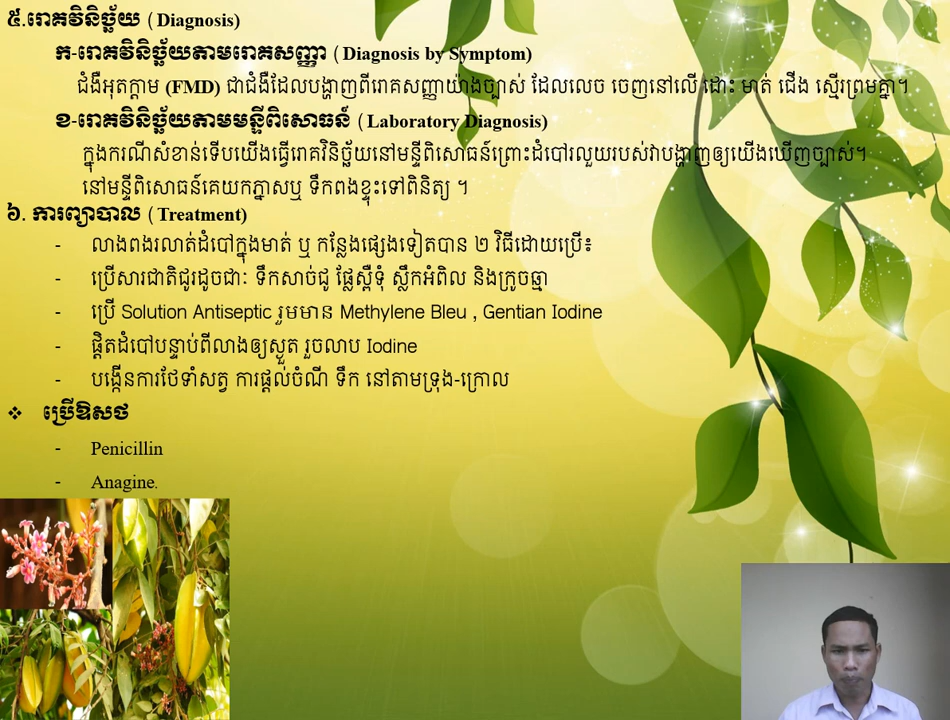 ៥.រោគវិនិច្ឆ័យ (Diagnosis)
ក-រោគវិនិច្ឆ័យតាមរោគសញ្ញា (Diagnosis by Symptom)
ជំងឺអុតក្តាម (FMD) ជាជំងឺដែលបង្ហាញពីរោគសញ្ញាយ៉ាងច្បាស់ ដែលលេច ចេញនៅលើ ដោះ មាត់ ជើង ស្ទើរព្រមគ្នា។
ខ-រោគវិនិច្ឆ័យតាមមន្ទីពិសោធន៍ (Laboratory Diagnosis)
ក្នុងករណីសំខាន់ទើបយើងធ្វើរោគវិនិច្ឆ័យនៅមន្ទីពិសោធន៍ព្រោះដំបៅរលួយរបស់វាបង្ហាញឲ្យយើងឃើញច្បាស់។
នៅមន្ទីពិសោធន៍គេយកភ្នាសឬ ទឹកពងខ្ទុះទៅពិនិត្យ ។
៦. ការព្យាបាល (Treatment)
- លាងពងរលាត់ដំបៅក្នុងមាត់ ឬ កន្លែងផ្សេងទៀតបាន ២ វិធីដោយប្រើ៖
- ប្រើសារជាតិជូរដូចជាៈ ទឹកសាច់ជូ ផ្លែស្ពឺទុំ ស្លឹកអំពិល និងក្រូចឆ្មា
- ប្រើ Solution Antiseptic រួមមាន Methylene Bleu , Gentian Iodine
- ផ្តិតដំបៅបន្ទាប់ពីលាងឲ្យស្ងួត រួចលាប Iodine
- បង្កើនការថែទាំសត្វ ការផ្តល់ចំណី ទឹក នៅតាមទ្រុង-ក្រោល
❖ ប្រើឱសថ
- Penicillin
- Anagine.